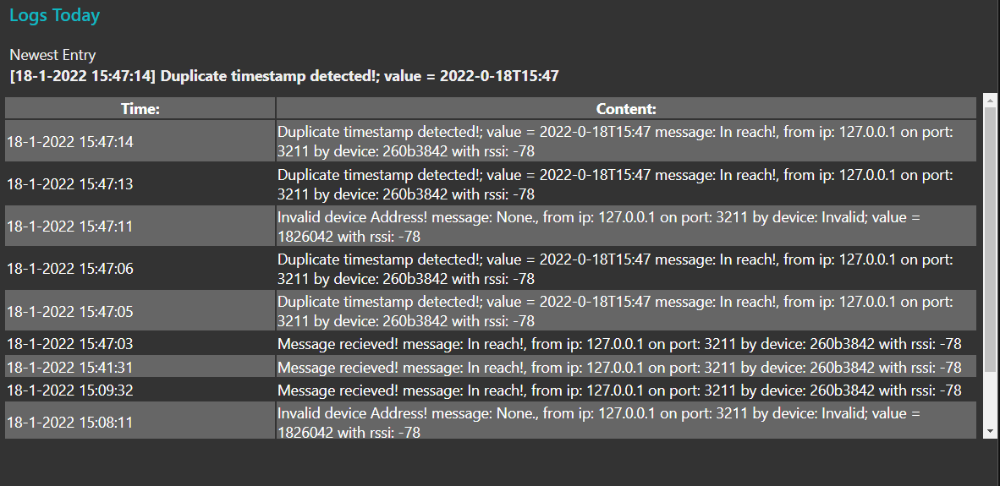 Logs Today
Newest Entry
[18-1-2022 15:47:14] Duplicate timestamp detected!; value = 2022-0-18T15:47
Time: Content:
18-1-2022 15:47:14
Duplicate timestamp detected!; value = 2022-0-18T15:47 message: In reach!, from ip: 127.0.0.1 on port:
3211 by device: 260b3842 with rssi: -78
18-1-2022 15:47:13
Duplicate timestamp detected!; value = 2022-0-18T15:47 message: In reach!, from ip: 127.0.0.1 on port:
3211 by device: 260b3842 with rssi: -78
18-1-2022 15:47:11
Invalid device Address! message: None., from ip: 127.0.0.1 on port: 3211 by device: Invalid; value =
1826042 with rssi: -78
18-1-2022 15:47:06
Duplicate timestamp detected!; value = 2022-0-18T15:47 message: In reach!, from ip: 127.0.0.1 on port:
3211 by device: 260b3842 with rssi: -78
18-1-2022 15:47:05
Duplicate timestamp detected!; value = 2022-0-18T15:47 message: In reach!, from ip: 127.0.0.1 on port:
3211 by device: 260b3842 with rssi: -78
18-1-2022 15:47:03 Message recieved! message: In reach!, from ip: 127.0.0.1 on port: 3211 by device: 260b3842 with rssi: -78
18-1-2022 15:41:31 Message recieved! message: In reach!, from ip: 127.0.0.1 on port: 3211 by device: 260b3842 with rssi: -78
18-1-2022 15:09:32 Message recieved! message: In reach!, from ip: 127.0.0.1 on port: 3211 by device: 260b3842 with rssi: -78
18-1-2022 15:08:11
Invalid device Address! message: None., from ip: 127.0.0.1 on port: 3211 by device: Invalid; value =
1826042 with rssi: -78